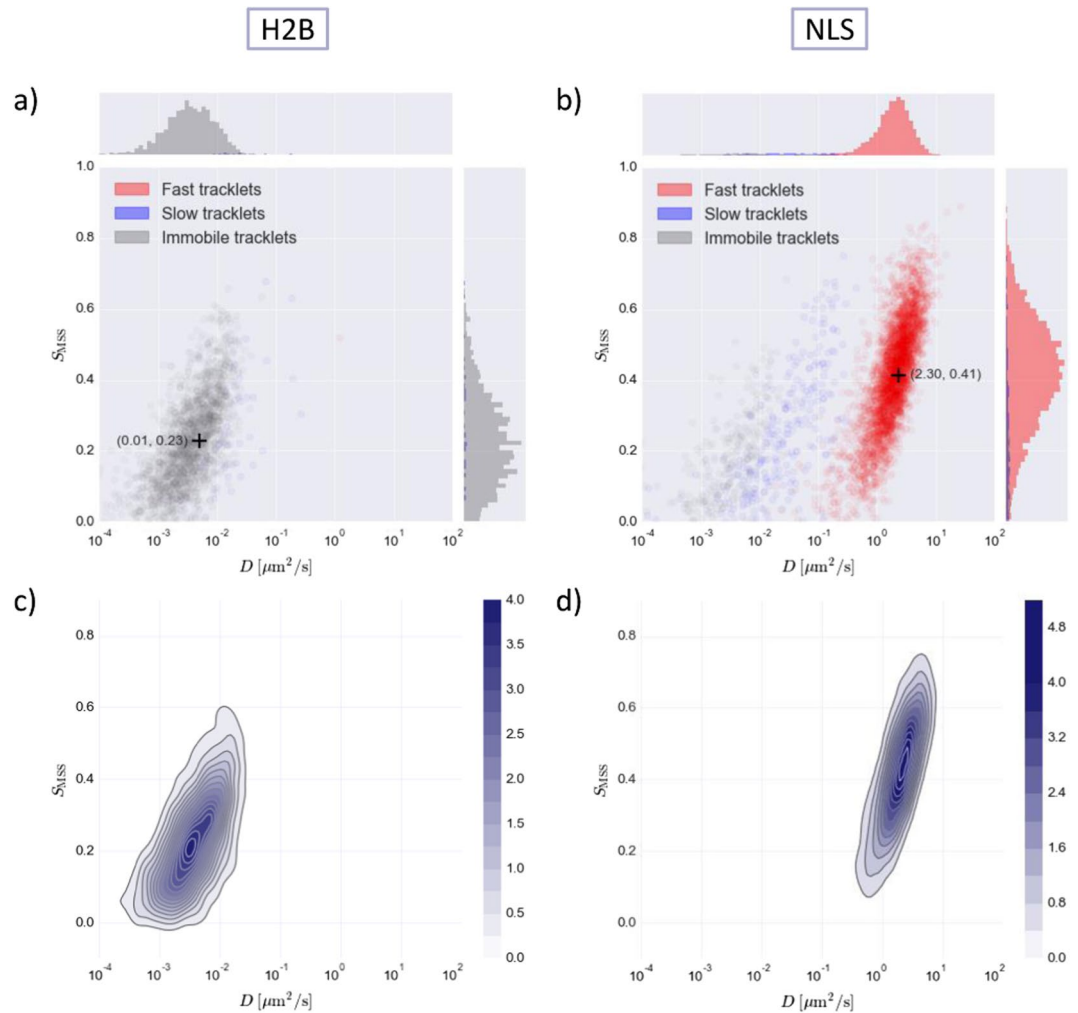 H2B
NLS
a)
b)
1.0
0.8
0.6
0.4
0.2
0.0
S_MSS
Fast tracklets
Slow tracklets
Immobile tracklets
(0.01, 0.23)
10^-4 10^-3 10^-2 10^-1 10^0 10^1 10^2
D [μm^2/s]
1.0
0.8
0.6
0.4
0.2
0.0
S_MSS
Fast tracklets
Slow tracklets
Immobile tracklets
(2.30, 0.41)
10^-4 10^-3 10^-2 10^-1 10^0 10^1 10^2
D [μm^2/s]
c)
d)
0.8
0.6
0.4
0.2
0.0
S_MSS
10^-4 10^-3 10^-2 10^-1 10^0 10^1 10^2
D [μm^2/s]
4.0
3.5
3.0
2.5
2.0
1.5
1.0
0.5
0.0
0.8
0.6
0.4
0.2
0.0
S_MSS
10^-4 10^-3 10^-2 10^-1 10^0 10^1 10^2
D [μm^2/s]
4.8
4.0
3.2
2.4
1.6
0.8
0.0